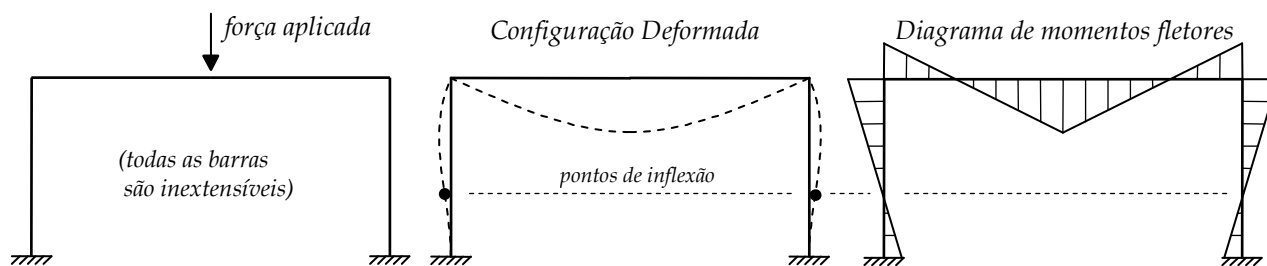 força aplicada
Configuração Deformada
Diagrama de momentos fletores
(todas as barras
são inextensíveis)
pontos de inflexão